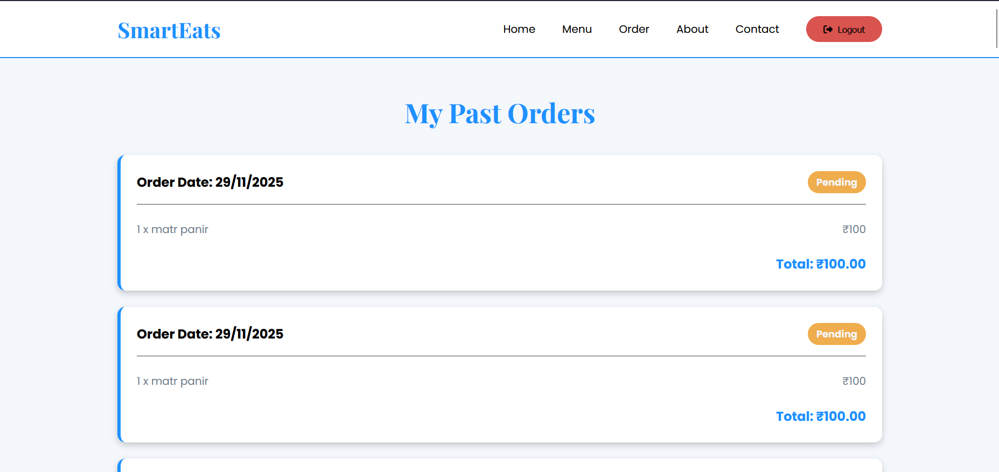 SmartEats
Home
Menu
Order
About
Contact
Logout
My Past Orders
Order Date: 29/11/2025
Pending
1 x matr panir
₹100
Total: ₹100.00
Order Date: 29/11/2025
Pending
1 x matr panir
₹100
Total: ₹100.00